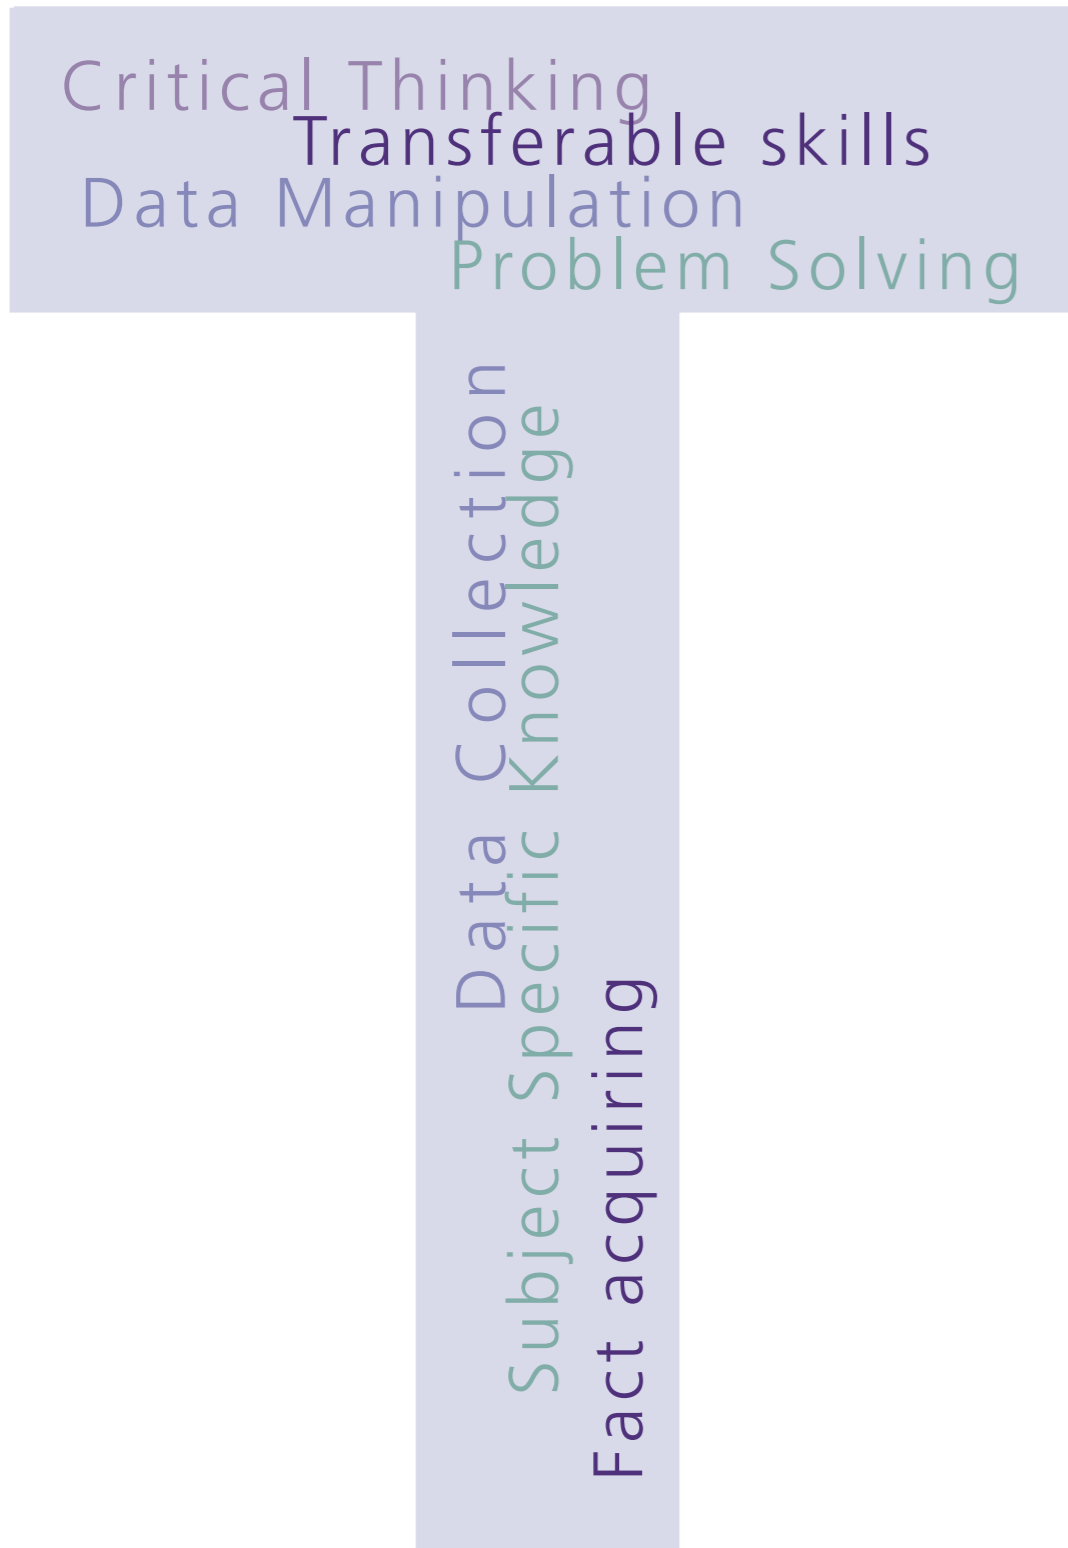 Critical Thinking
Transferable skills
Data Manipulation
Problem Solving
Data Collection
Subject Specific Knowledge
Fact acquiring